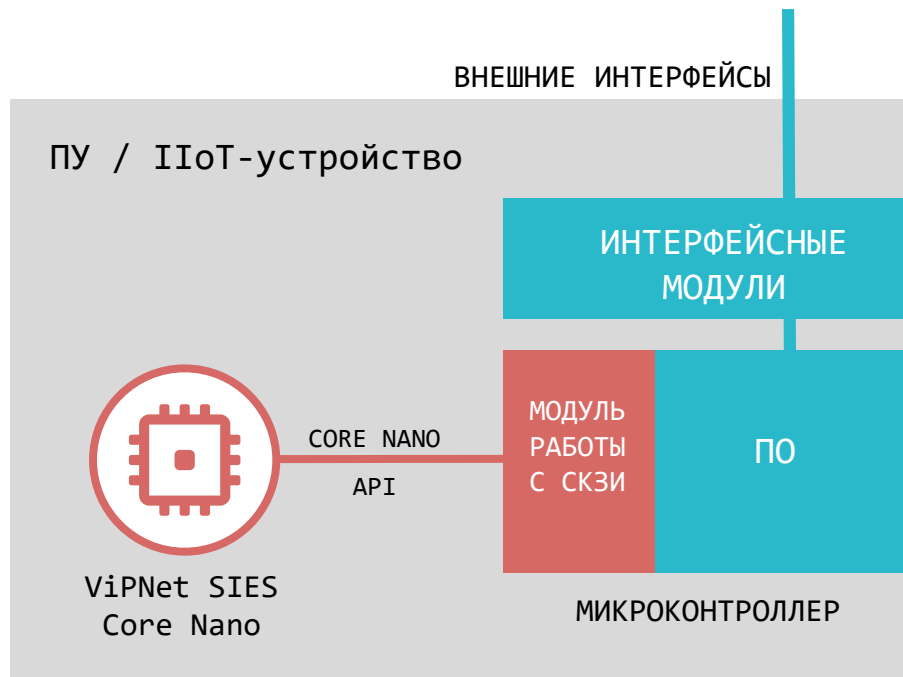 ВНЕШНИЕ ИНТЕРФЕЙСЫ
ПУ / IIoT-устройство
ИНТЕРФЕЙСНЫЕ
МОДУЛИ
МОДУЛЬ
РАБОТЫ
С СКЗИ
ПО
CORE NANO
API
ViPNet SIES
Core Nano
МИКРОКОНТРОЛЛЕР